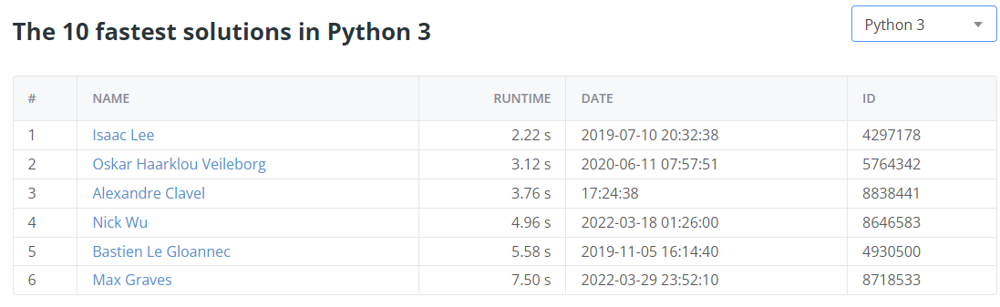 The 10 fastest solutions in Python 3
Python 3
# NAME RUNTIME DATE ID
1 Isaac Lee 2.22 s 2019-07-10 20:32:38 4297178
2 Oskar Haarklou Veileborg 3.12 s 2020-06-11 07:57:51 5764342
3 Alexandre Clavel 3.76 s 17:24:38 8838441
4 Nick Wu 4.96 s 2022-03-18 01:26:00 8646583
5 Bastien Le Gloannec 5.58 s 2019-11-05 16:14:40 4930500
6 Max Graves 7.50 s 2022-03-29 23:52:10 8718533